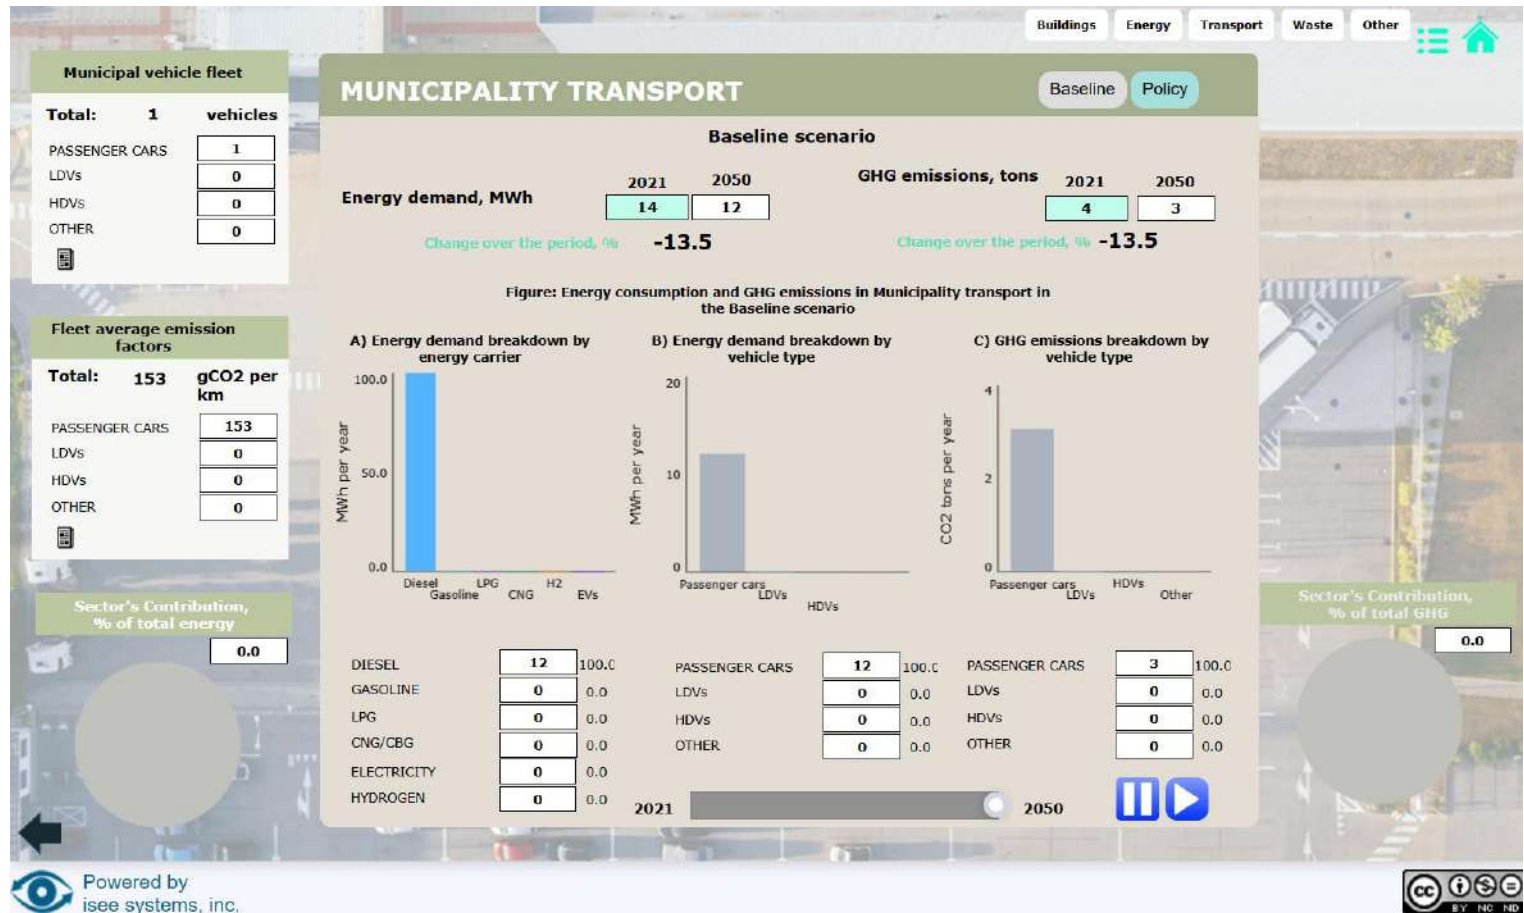 Buildings
Energy
Transport
Waste
Other
Municipal vehicle fleet
Total: 1 vehicles
PASSENGER CARS 1
LDVs 0
HDVs 0
OTHER 0
Fleet average emission
factors
Total: 153 gCO2 per
km
PASSENGER CARS 153
LDVs 0
HDVs 0
OTHER 0
Sector's Contribution,
% of total energy
0.0
MUNICIPALITY TRANSPORT
Baseline
Policy
Baseline scenario
Energy demand, MWh
2021 2050
14 12
Change over the period, % -13.5
GHG emissions, tons
2021 2050
4 3
Change over the period, % -13.5
Figure: Energy consumption and GHG emissions in Municipality transport in
the Baseline scenario
A) Energy demand breakdown by
energy carrier
MWh per year
100.0
50.0
0.0
Diesel LPG H2
Gasoline CNG EVs
B) Energy demand breakdown by
vehicle type
MWh per year
20
10
0
Passenger cars
LDVs
HDVs
C) GHG emissions breakdown by
vehicle type
CO2 tons per year
4
2
0
Passenger cars HDVs
LDVs Other
DIESEL 12 100.0
GASOLINE 0 0.0
LPG 0 0.0
CNG/CBG 0 0.0
ELECTRICITY 0 0.0
HYDROGEN 0 0.0
PASSENGER CARS 12 100.0
LDVs 0 0.0
HDVs 0 0.0
OTHER 0 0.0
PASSENGER CARS 3 100.0
LDVs 0 0.0
HDVs 0 0.0
OTHER 0 0.0
2021 2050
Sector's Contribution,
% of total GHG
0.0
Powered by
isee systems, inc.
cc
BY NC ND